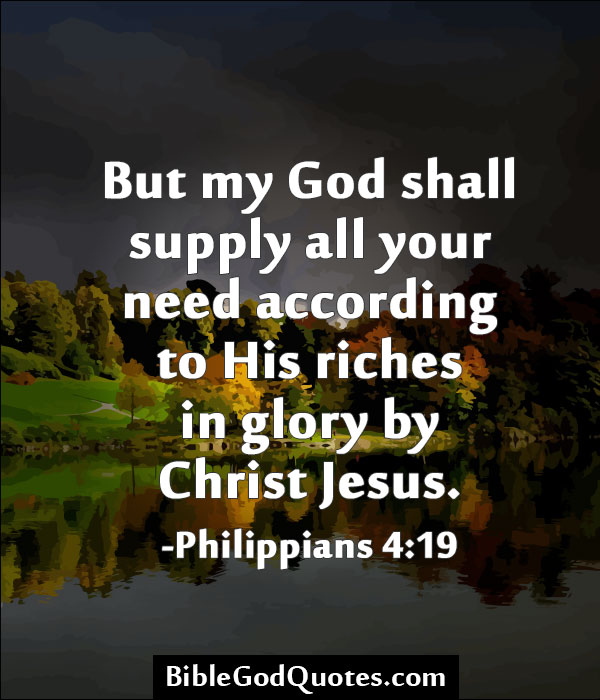 But my God shall
supply all your
need according
to His riches
in glory by
Christ Jesus.
-Philippians 4:19
BibleGodQuotes.com